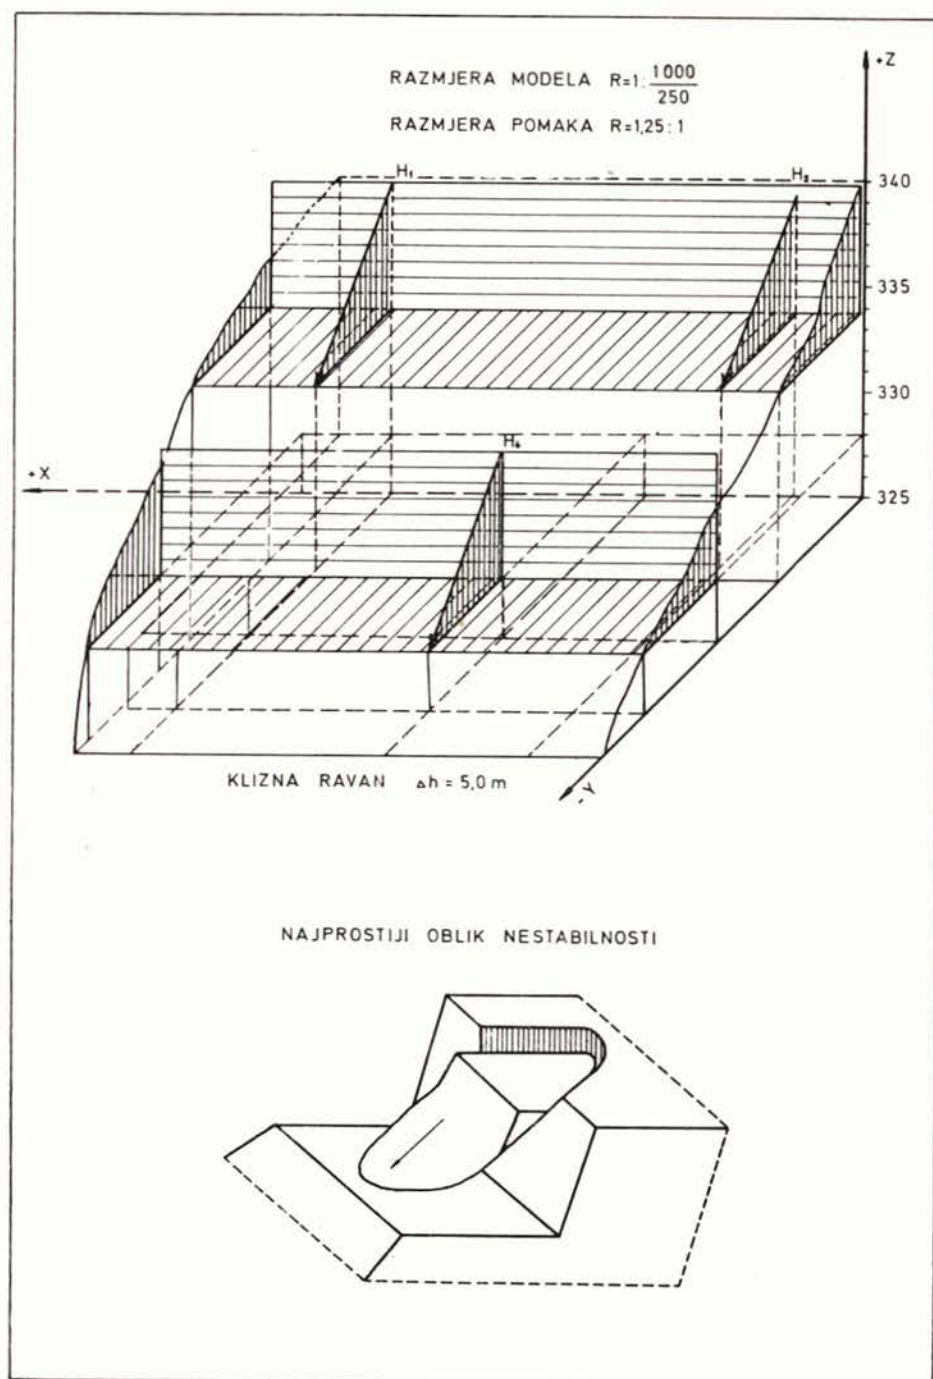 RAZMJERA MODELA R=1:1000/250
RAZMJERA POMAKA R=1,25:1
+Z
H₁
H₂
340
335
330
H₄
+X
325
KLIZNA RAVAN Δh = 5,0 m
-Y
NAJPROSTIJI OBLIK NESTABILNOSTI